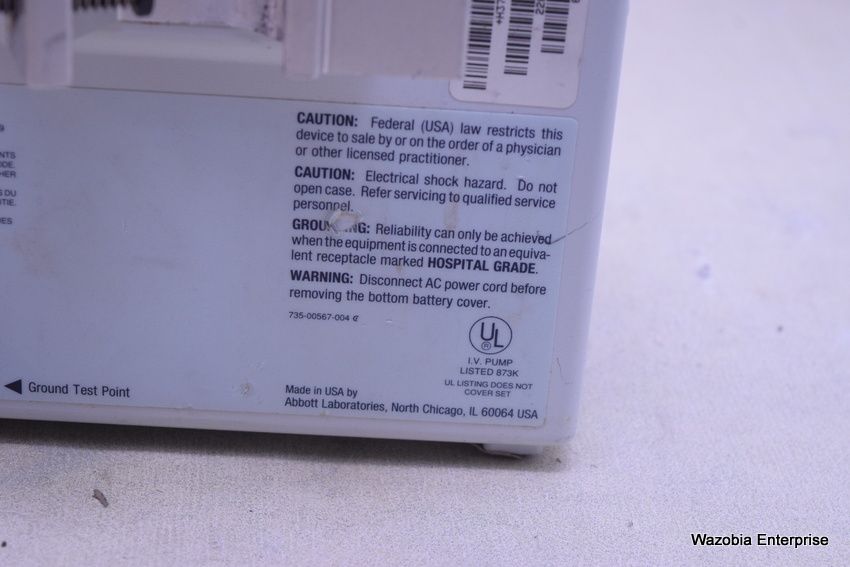 CAUTION: Federal (USA) law restricts this
device to sale by or on the order of a physician
or other licensed practitioner.
CAUTION: Electrical shock hazard. Do not
open case. Refer servicing to qualified service
personnel.
Reliability can only be achieved
when the equipment is connected to an equiva-
lent receptacle marked HOSPITAL GRADE.
WARNING: Disconnect AC power cord before
removing the bottom battery cover.
735-00567-004
UL
®
I.V. PUMP
LISTED 873K
UL LISTING DOES NOT
COVER SET
Ground Test Point
Made in USA by
Abbott Laboratories, North Chicago, IL 60064 USA
Wazobia Enterprise